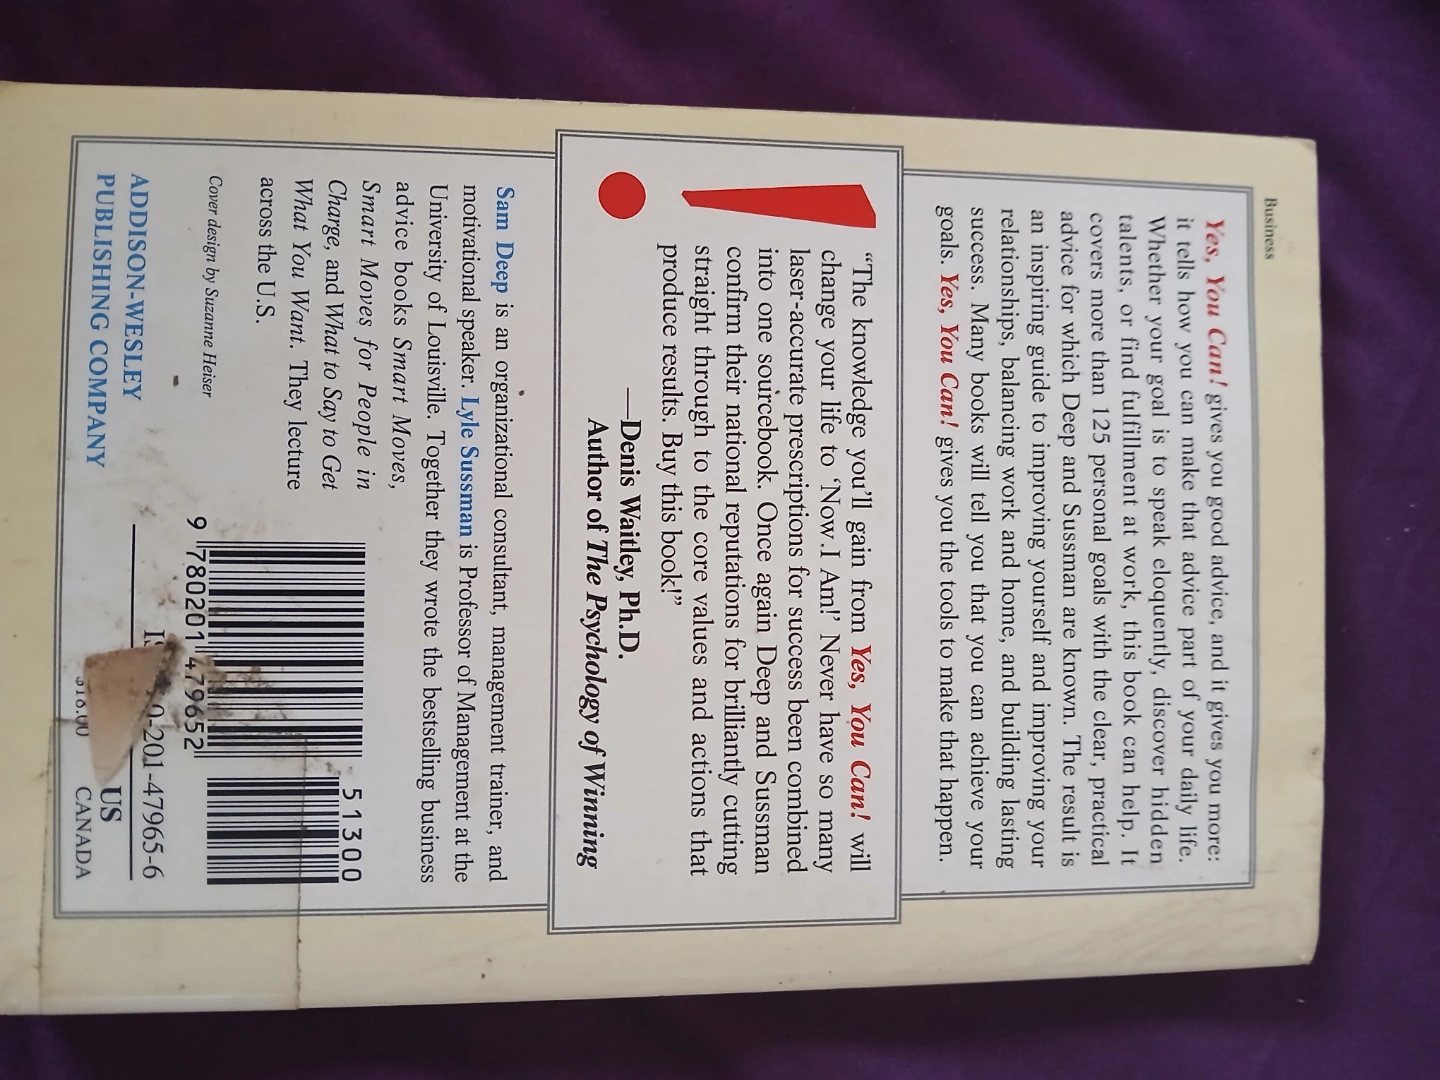 Business
Yes, You Can! gives you good advice, and it gives you more:
it tells how you can make that advice part of your daily life.
Whether your goal is to speak eloquently, discover hidden
talents, or find fulfillment at work, this book can help. It
covers more than 125 personal goals with the clear, practical
advice for which Deep and Sussman are known. The result is
an inspiring guide to improving yourself and improving your
relationships, balancing work and home, and building lasting
success. Many books will tell you that you can achieve your
goals. Yes, You Can! gives you the tools to make that happen.
“The knowledge you’ll gain from Yes, You Can! will
change your life to ‘Now I Am!’ Never have so many
laser-accurate prescriptions for success been combined
into one sourcebook. Once again Deep and Sussman
confirm their national reputations for brilliantly cutting
straight through to the core values and actions that
produce results. Buy this book!”
—Denis Waitley, Ph.D.
Author of The Psychology of Winning
Sam Deep is an organizational consultant, management trainer, and
motivational speaker. Lyle Sussman is Professor of Management at the
University of Louisville. Together they wrote the bestselling business
advice books Smart Moves,
Smart Moves for People in
Charge, and What to Say to Get
What You Want. They lecture
across the U.S.
Cover design by Suzanne Heiser
ADDISON-WESLEY
PUBLISHING COMPANY
51300
9 780201 479652
0-201-47965-6
US
$18.00 CANADA